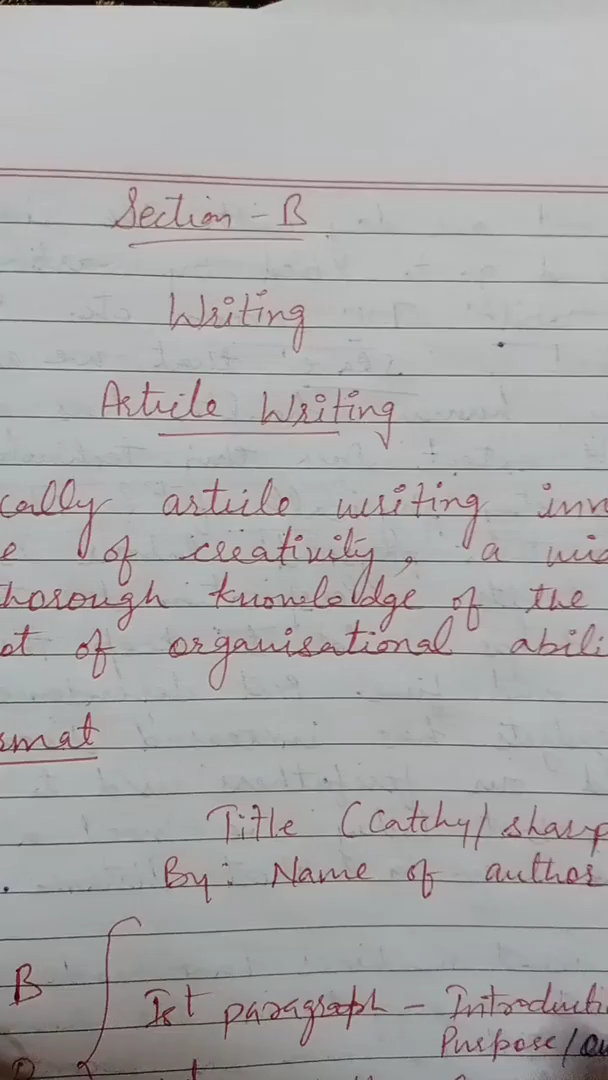 Section - B
Writing
Article Writing
cally article writing inv
e of creativity, a wid
horough knowledge of the
ot of organisational abili
rmat
Title (Catchy/sharp
By: Name of author
B
Ist paragraph - Introducti
Purpose/